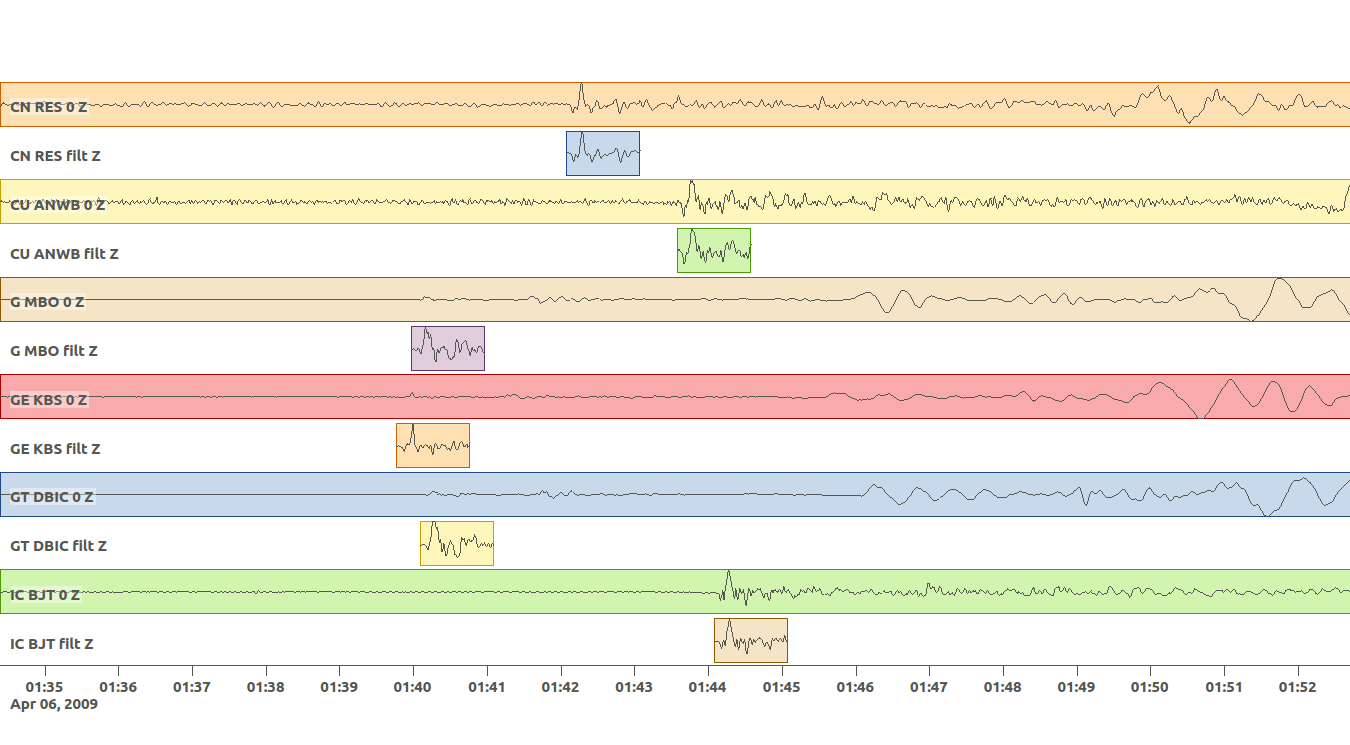 CN RES 0 Z
CN RES filt Z
CU ANWB 0 Z
CU ANWB filt Z
G MBO 0 Z
G MBO filt Z
GE KBS 0 Z
GE KBS filt Z
GT DBIC 0 Z
GT DBIC filt Z
IC BJT 0 Z
IC BJT filt Z
01:35 01:36 01:37 01:38 01:39 01:40 01:41 01:42 01:43 01:44 01:45 01:46 01:47 01:48 01:49 01:50 01:51 01:52
Apr 06, 2009